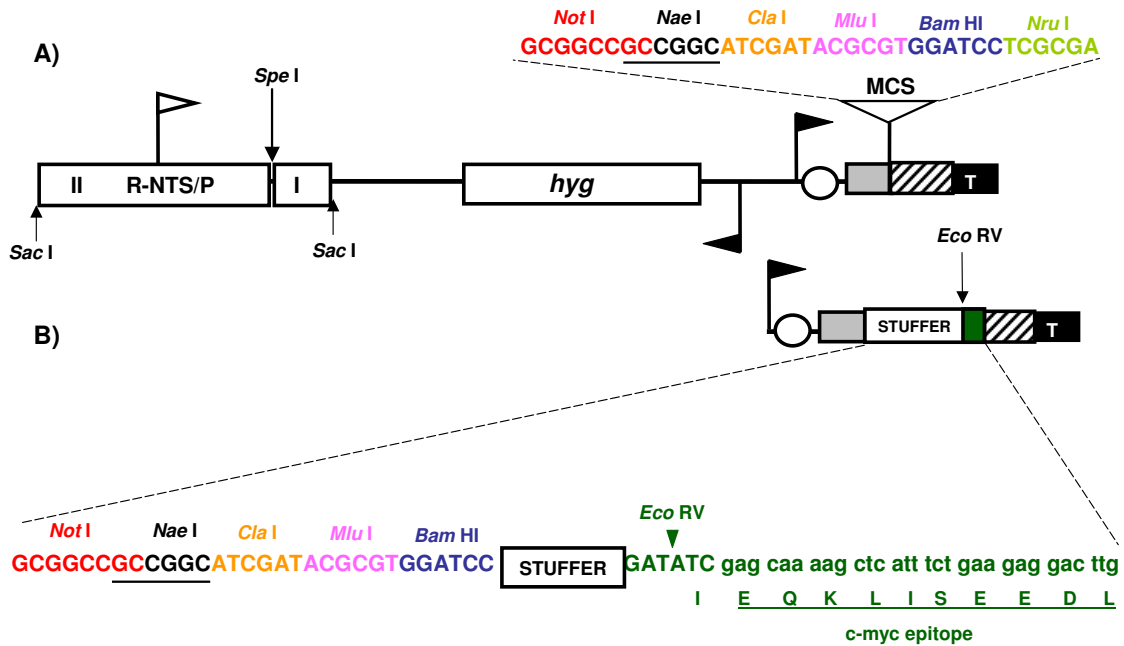 Not I Nae I Cla I Mlu I Bam HI Nru I
GCGGCCGCCGGCATCGATACGCGTGGATCCTCGCGA
A)
Spe I
MCS
II R-NTS/P I hyg T
Sac I Sac I
Eco RV
STUFFER T
B)
Not I Nae I Cla I Mlu I Bam HI Eco RV
GCGGCCGCCGGCATCGATACGCGTGGATCC STUFFER GATATC gag caa aag ctc att tct gaa gag gac ttg
I E Q K L I S E E D L
c-myc epitope